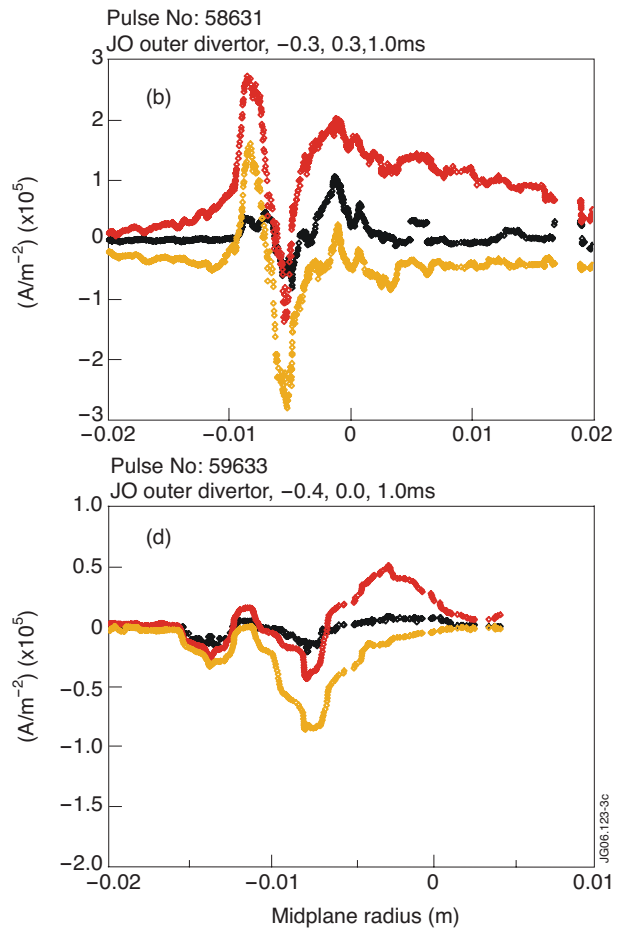 Pulse No: 58631
JO outer divertor, −0.3, 0.3,1.0ms
(b)
3
2
1
0
−1
−2
−3
(A/m⁻²) (x10⁵)
−0.02
−0.01
0
0.01
0.02
Pulse No: 59633
JO outer divertor, −0.4, 0.0, 1.0ms
(d)
1.0
0.5
0
−0.5
−1.0
−1.5
−2.0
(A/m⁻²) (x10⁵)
−0.02
−0.01
0
0.01
Midplane radius (m)
JG06.123-3c